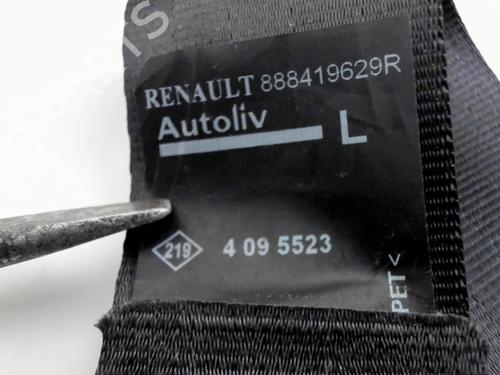 RENAULT 888419629R
Autoliv
L
219
4 09 5523
PET<